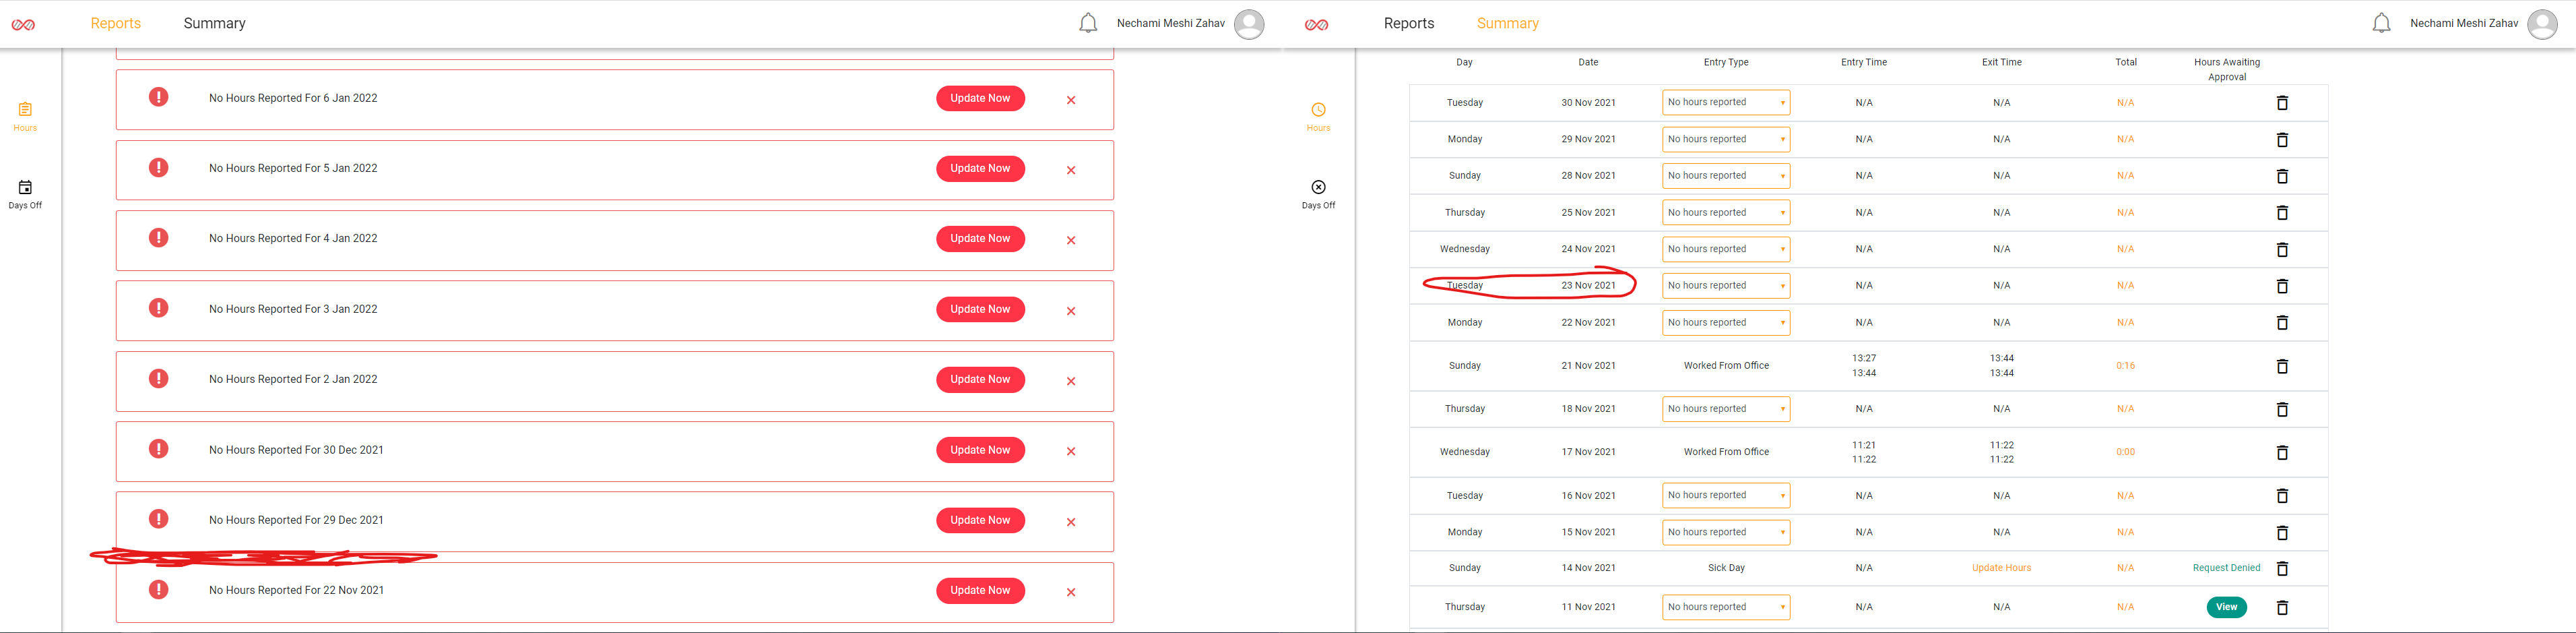 Reports Summary Nechami Meshi Zahav
Hours
Days Off
No Hours Reported For 6 Jan 2022 Update Now
No Hours Reported For 5 Jan 2022 Update Now
No Hours Reported For 4 Jan 2022 Update Now
No Hours Reported For 3 Jan 2022 Update Now
No Hours Reported For 2 Jan 2022 Update Now
No Hours Reported For 30 Dec 2021 Update Now
No Hours Reported For 29 Dec 2021 Update Now
No Hours Reported For 22 Nov 2021 Update Now
Reports Summary Nechami Meshi Zahav
Hours
Days Off
Day Date Entry Type Entry Time Exit Time Total Hours Awaiting
Approval
Tuesday 30 Nov 2021 No hours reported N/A N/A N/A
Monday 29 Nov 2021 No hours reported N/A N/A N/A
Sunday 28 Nov 2021 No hours reported N/A N/A N/A
Thursday 25 Nov 2021 No hours reported N/A N/A N/A
Wednesday 24 Nov 2021 No hours reported N/A N/A N/A
Tuesday 23 Nov 2021 No hours reported N/A N/A N/A
Monday 22 Nov 2021 No hours reported N/A N/A N/A
Sunday 21 Nov 2021 Worked From Office 13:27 13:44 0:16
13:44 13:44
Thursday 18 Nov 2021 No hours reported N/A N/A N/A
Wednesday 17 Nov 2021 Worked From Office 11:21 11:22 0:00
11:22 11:22
Tuesday 16 Nov 2021 No hours reported N/A N/A N/A
Monday 15 Nov 2021 No hours reported N/A N/A N/A
Sunday 14 Nov 2021 Sick Day N/A Update Hours N/A Request Denied
Thursday 11 Nov 2021 No hours reported N/A N/A N/A View